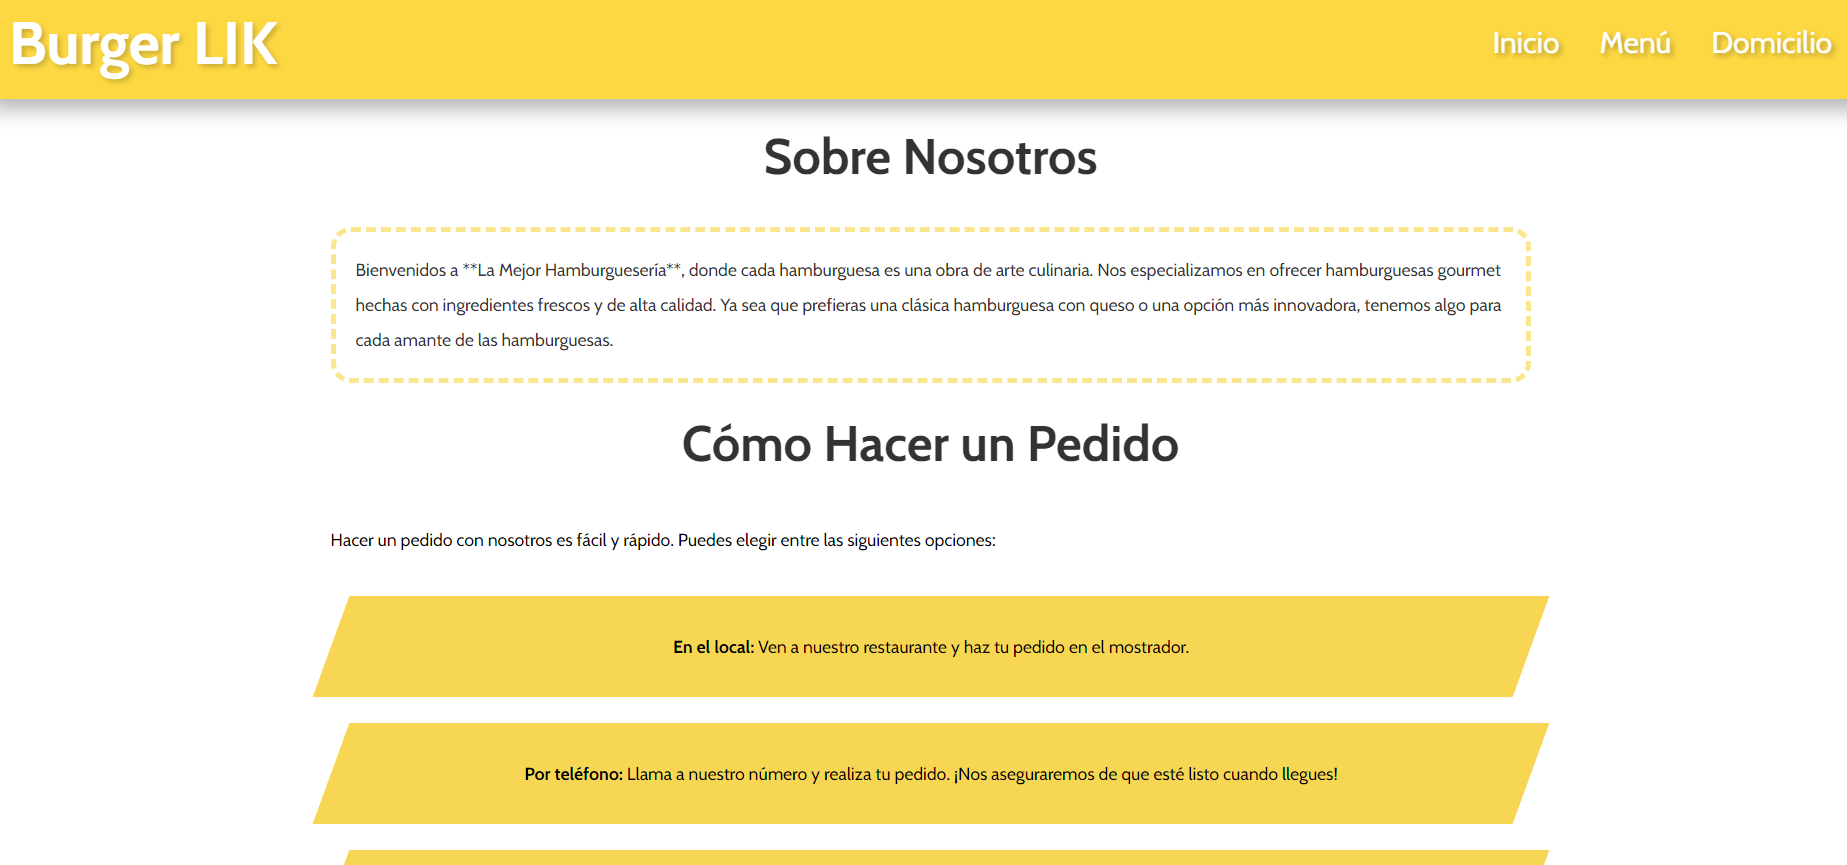 Burger LIK
Inicio Menú Domicilio
Sobre Nosotros
Bienvenidos a **La Mejor Hamburguesería**, donde cada hamburguesa es una obra de arte culinaria. Nos especializamos en ofrecer hamburguesas gourmet
hechas con ingredientes frescos y de alta calidad. Ya sea que prefieras una clásica hamburguesa con queso o una opción más innovadora, tenemos algo para
cada amante de las hamburguesas.
Cómo Hacer un Pedido
Hacer un pedido con nosotros es fácil y rápido. Puedes elegir entre las siguientes opciones:
En el local: Ven a nuestro restaurante y haz tu pedido en el mostrador.
Por teléfono: Llama a nuestro número y realiza tu pedido. ¡Nos aseguraremos de que esté listo cuando llegues!